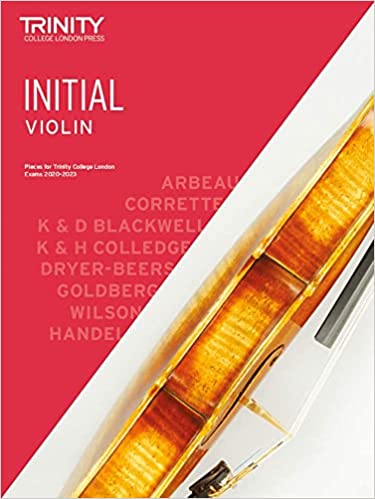 TRINITY
COLLEGE LONDON PRESS
INITIAL
VIOLIN
Pieces for Trinity College London
Exams 2020–2023
ARBEAU
CORRETTE
K & D BLACKWELL
K & H COLLEDGE
DRYER-BEERS
GOLDBERG
WILSON
HANDEL